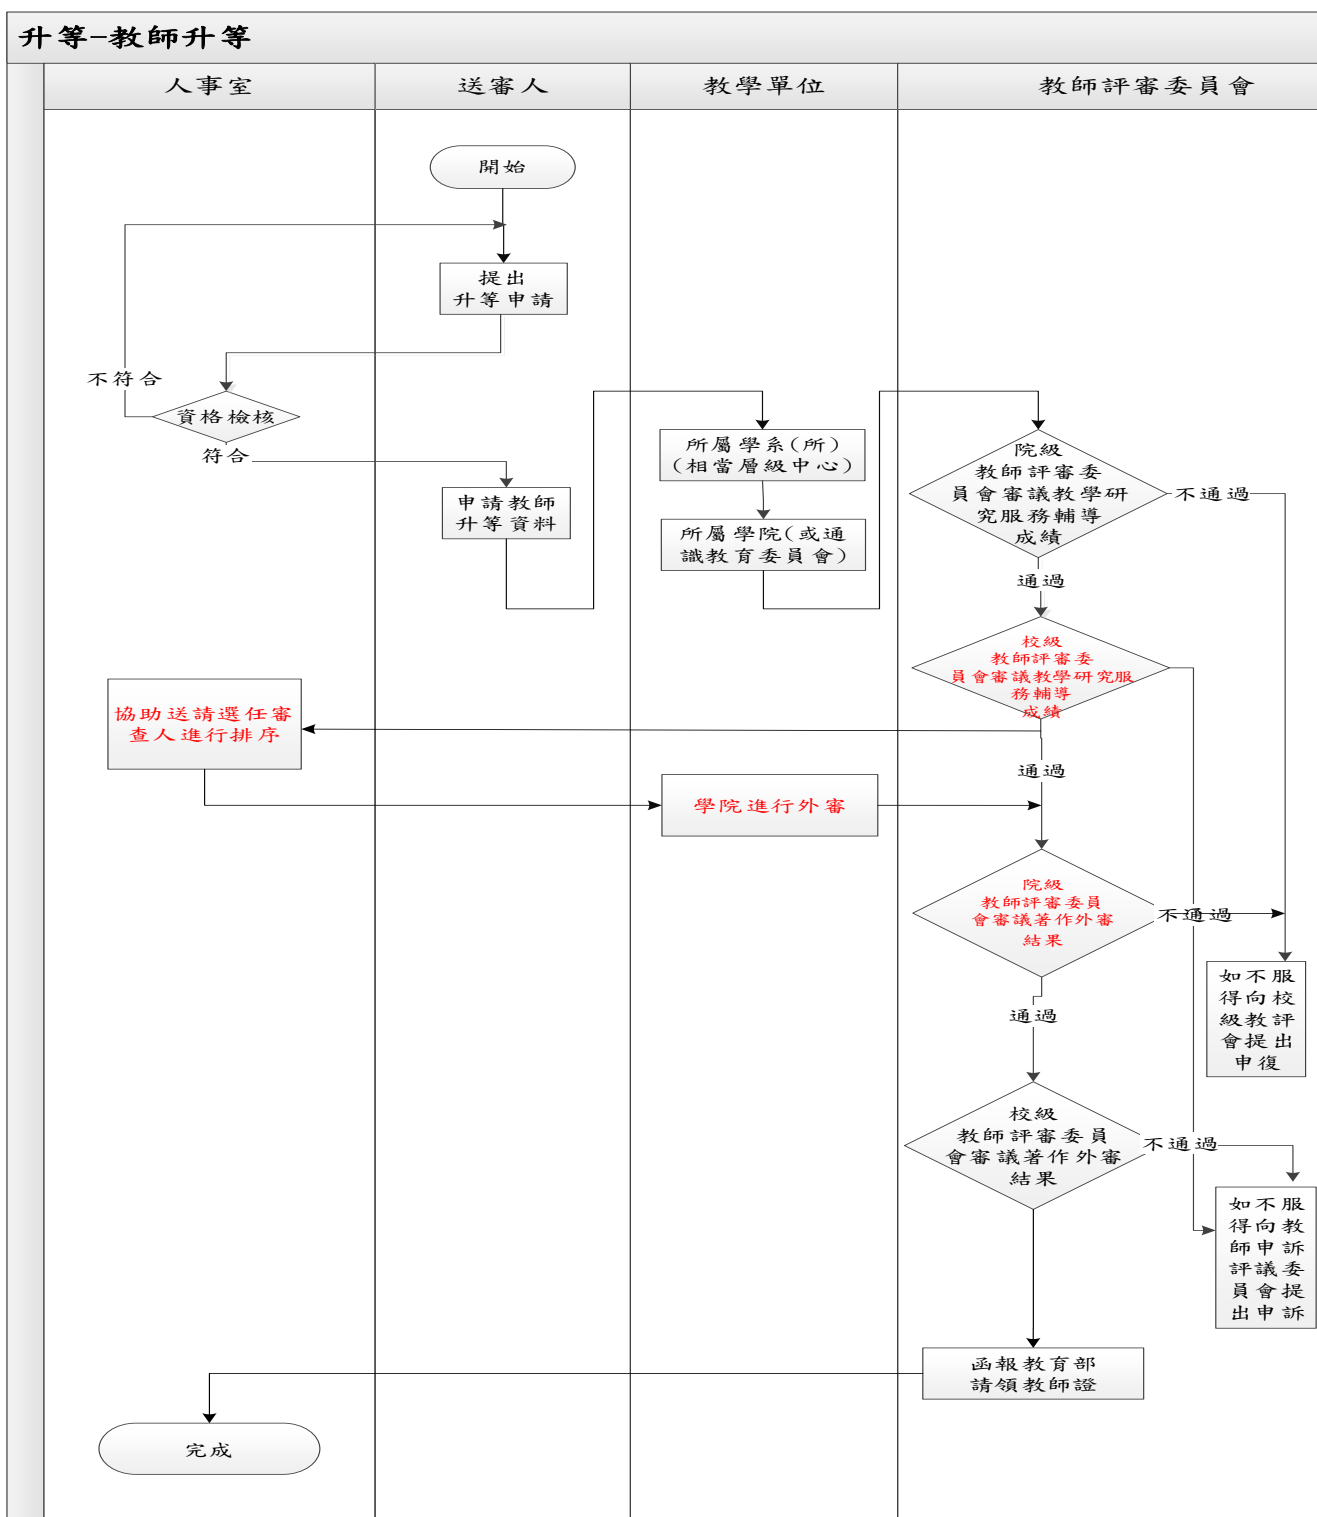 升等-教師升等
人事室
送審人
教學單位
教師評審委員會
開始
提出
升等申請
不符合
資格檢核
符合
申請教師
升等資料
所屬學系(所)
(相當層級中心)
所屬學院(或通
識教育委員會)
院級
教師評審委
員會審議教學研
究服務輔導
成績
不通過
通過
校級
教師評審委
員會審議教學研究服
務輔導
成績
協助送請選任審
查人進行排序
通過
學院進行外審
院級
教師評審委員
會審議著作外審
結果
不通過
如不服
得向校
級教評
會提出
申復
通過
校級
教師評審委員
會審議著作外審
結果
不通過
如不服
得向教
師申訴
評議委
員會提
出申訴
函報教育部
請領教師證
完成